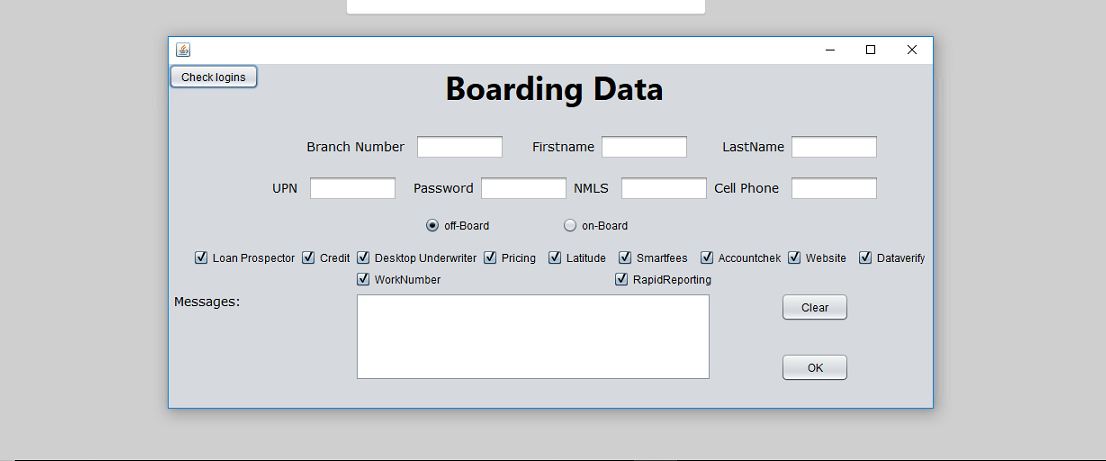 Check logins
Boarding Data
Branch Number Firstname LastName
UPN Password NMLS Cell Phone
off-Board on-Board
Loan Prospector Credit Desktop Underwriter Pricing Latitude Smartfees Accountchek Website Dataverify
WorkNumber RapidReporting
Messages: Clear
OK